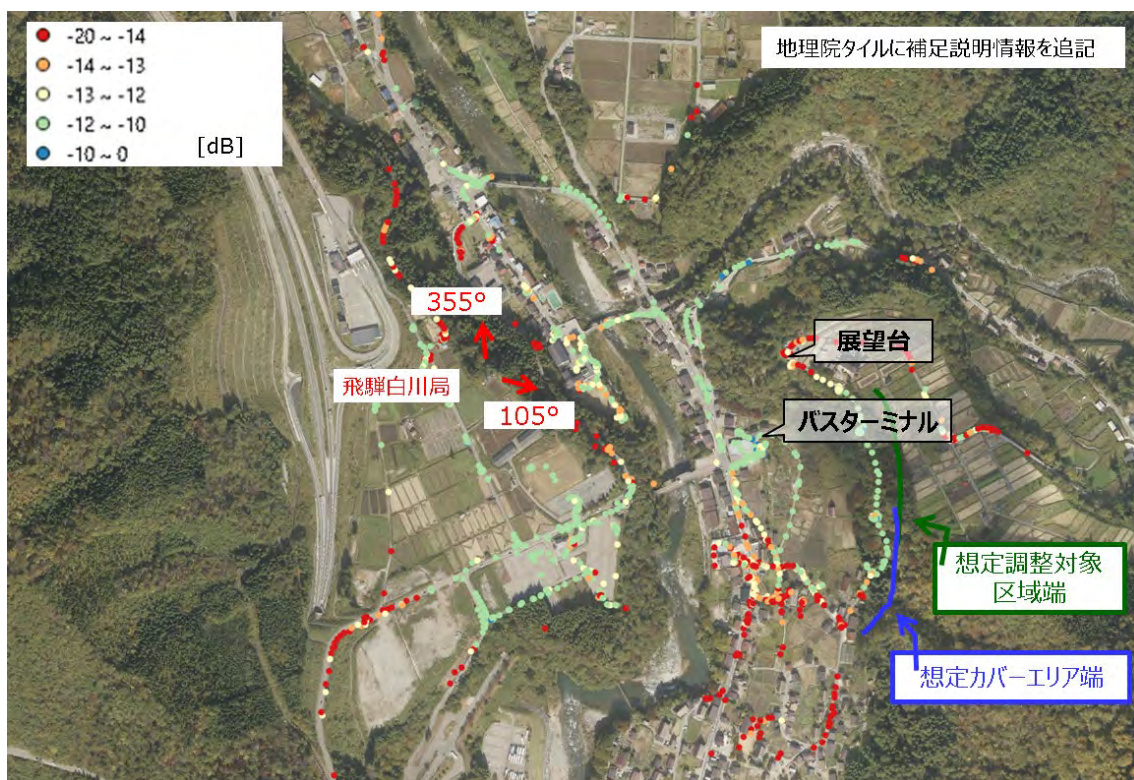 -20 ~ -14
-14 ~ -13
-13 ~ -12
-12 ~ -10
-10 ~ 0
[dB]
地理院タイルに補足説明情報を追記
355°
展望台
飛騨白川局
105°
バスターミナル
想定調整対象
区域端
想定カバーエリア端